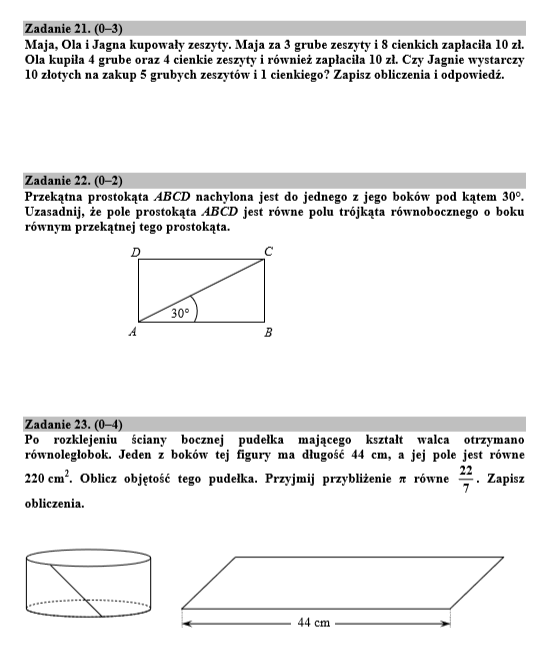 Zadanie 21. (0–3)
Maja, Ola i Jagna kupowały zeszyty. Maja za 3 grube zeszyty i 8 cienkich zapłaciła 10 zł.
Ola kupiła 4 grube oraz 4 cienkie zeszyty i również zapłaciła 10 zł. Czy Jagnie wystarczy
10 złotych na zakup 5 grubych zeszytów i 1 cienkiego? Zapisz obliczenia i odpowiedź.
Zadanie 22. (0–2)
Przekątna prostokąta ABCD nachylona jest do jednego z jego boków pod kątem 30°.
Uzasadnij, że pole prostokąta ABCD jest równe polu trójkąta równobocznego o boku
równym przekątnej tego prostokąta.
D C
30°
A B
Zadanie 23. (0–4)
Po rozklejeniu ściany bocznej pudełka mającego kształt walca otrzymano
równoległobok. Jeden z boków tej figury ma długość 44 cm, a jej pole jest równe
220 cm². Oblicz objętość tego pudełka. Przyjmij przybliżenie π równe 22/7. Zapisz
obliczenia.
44 cm